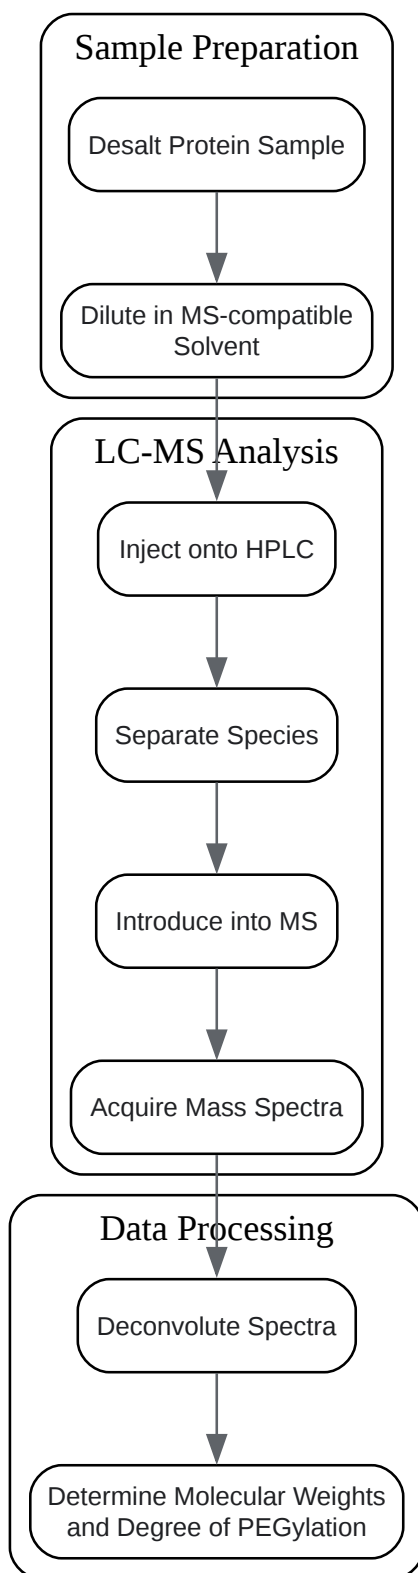 Sample Preparation
Desalt Protein Sample
Dilute in MS-compatible
Solvent
LC-MS Analysis
Inject onto HPLC
Separate Species
Introduce into MS
Acquire Mass Spectra
Data Processing
Deconvolute Spectra
Determine Molecular Weights
and Degree of PEGylation